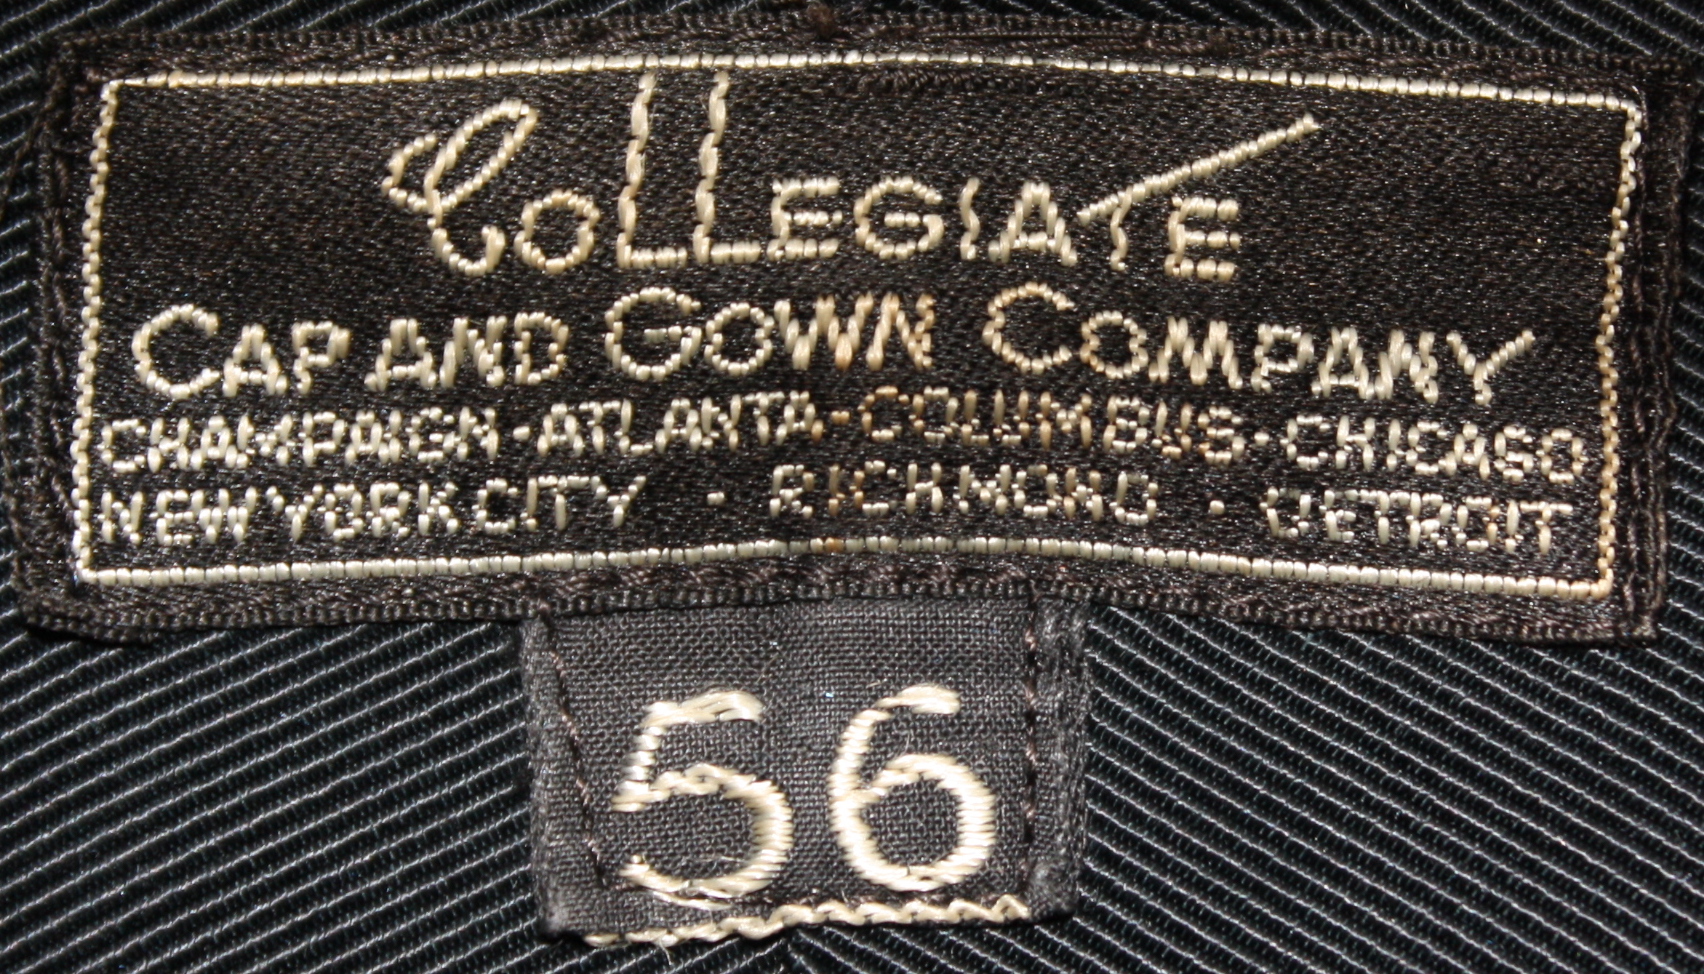 COLLEGIATE
CAP AND GOWN COMPANY
CHAMPAIGN·ATLANTA·COLUMBUS·CHICAGO
NEW YORK CITY · RICHMOND · DETROIT
56